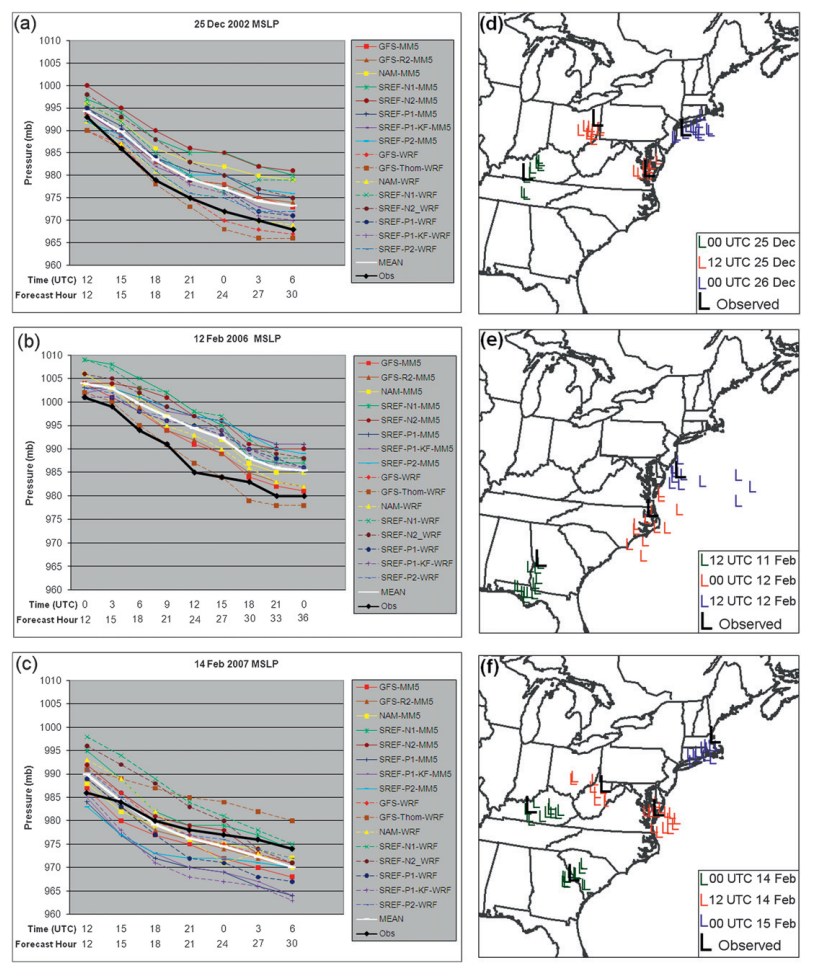 (a)
25 Dec 2002 MSLP
1010
1005
1000
995
990
985
980
975
970
965
960
Pressure (mb)
Time (UTC) 12 15 18 21 0 3 6
Forecast Hour 12 15 18 21 24 27 30
GFS-MM5
GFS-R2-MM5
NAM-MM5
SREF-N1-MM5
SREF-N2-MM5
SREF-P1-MM5
SREF-P1-KF-MM5
SREF-P2-MM5
GFS-WRF
GFS-Thom-WRF
NAM-WRF
SREF-N1-WRF
SREF-N2_WRF
SREF-P1-WRF
SREF-P1-KF-WRF
SREF-P2-WRF
MEAN
Obs
(d)
L 00 UTC 25 Dec
L 12 UTC 25 Dec
L 00 UTC 26 Dec
L Observed
(b)
12 Feb 2006 MSLP
1010
1005
1000
995
990
985
980
975
970
965
960
Pressure (mb)
Time (UTC) 0 3 6 9 12 15 18 21 0
Forecast Hour 12 15 18 21 24 27 30 33 36
GFS-MM5
GFS-R2-MM5
NAM-MM5
SREF-N1-MM5
SREF-N2-MM5
SREF-P1-MM5
SREF-P1-KF-MM5
SREF-P2-MM5
GFS-WRF
GFS-Thom-WRF
NAM-WRF
SREF-N1-WRF
SREF-N2_WRF
SREF-P1-WRF
SREF-P1-KF-WRF
SREF-P2-WRF
MEAN
Obs
(e)
L 12 UTC 11 Feb
L 00 UTC 12 Feb
L 12 UTC 12 Feb
L Observed
(c)
14 Feb 2007 MSLP
1010
1005
1000
995
990
985
980
975
970
965
960
Pressure (mb)
Time (UTC) 12 15 18 21 0 3 6
Forecast Hour 12 15 18 21 24 27 30
GFS-MM5
GFS-R2-MM5
NAM-MM5
SREF-N1-MM5
SREF-N2-MM5
SREF-P1-MM5
SREF-P1-KF-MM5
SREF-P2-MM5
GFS-WRF
GFS-Thom-WRF
NAM-WRF
SREF-N1-WRF
SREF-N2_WRF
SREF-P1-WRF
SREF-P1-KF-WRF
SREF-P2-WRF
MEAN
Obs
(f)
L 00 UTC 14 Feb
L 12 UTC 14 Feb
L 00 UTC 15 Feb
L Observed